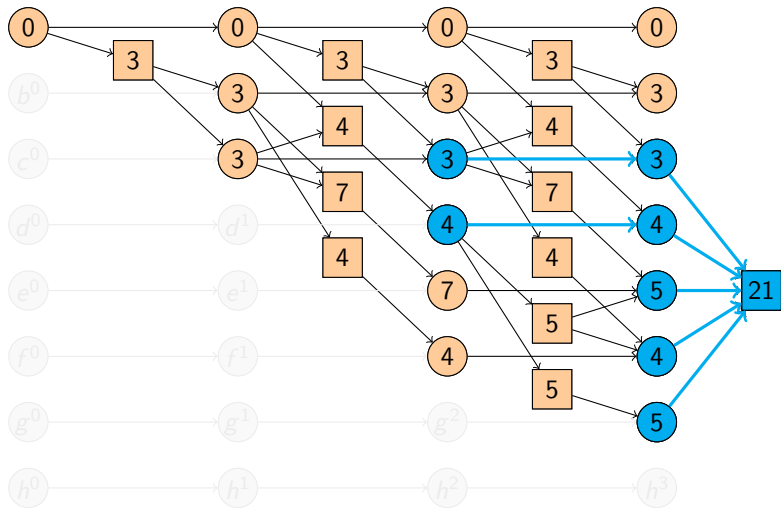 0 0 0 0
3 3 3
b⁰ 3 3 3
4 4
c⁰ 3 3 3
7 7
d⁰ d¹ 4 4
4 4
e⁰ e¹ 7 5 21
5
f⁰ f¹ 4 4
5
g⁰ g¹ g² 5
h⁰ h¹ h² h³